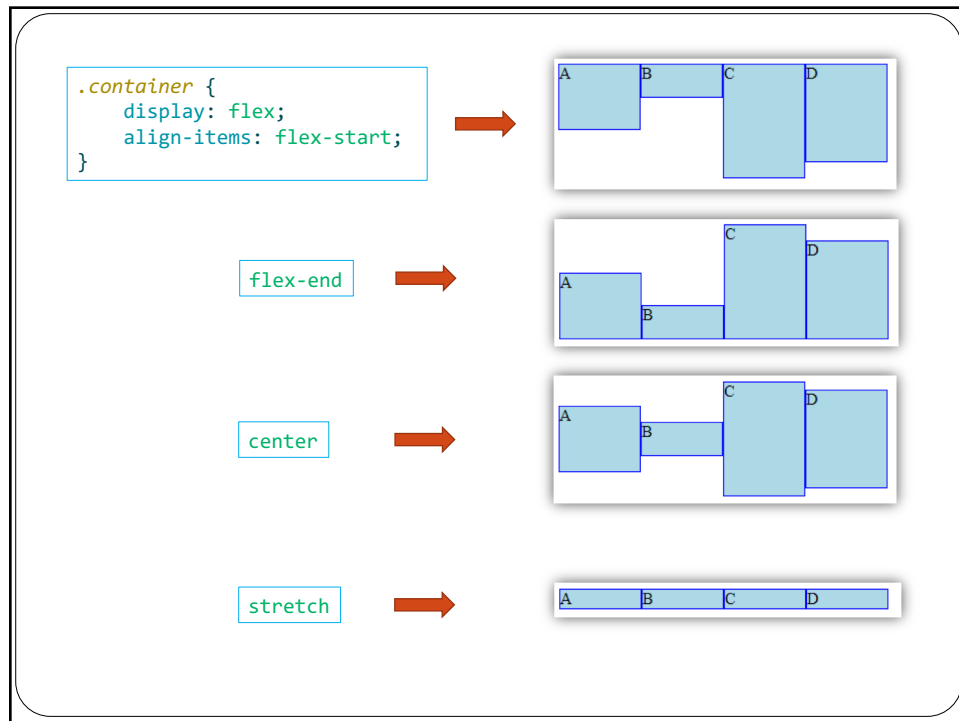 .container {
display: flex;
align-items: flex-start;
}
A B C D
flex-end
A B C D
center
A B C D
stretch
A B C D